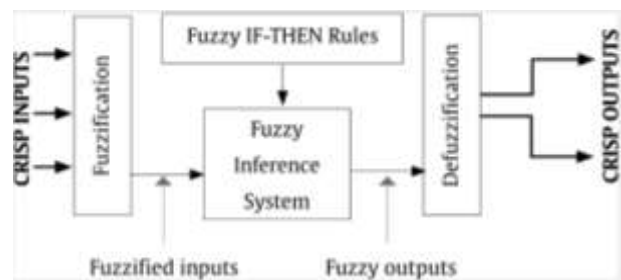 CRISP INPUTS
Fuzzification
Fuzzy IF-THEN Rules
Fuzzy
Inference
System
Defuzzification
CRISP OUTPUTS
Fuzzified inputs
Fuzzy outputs